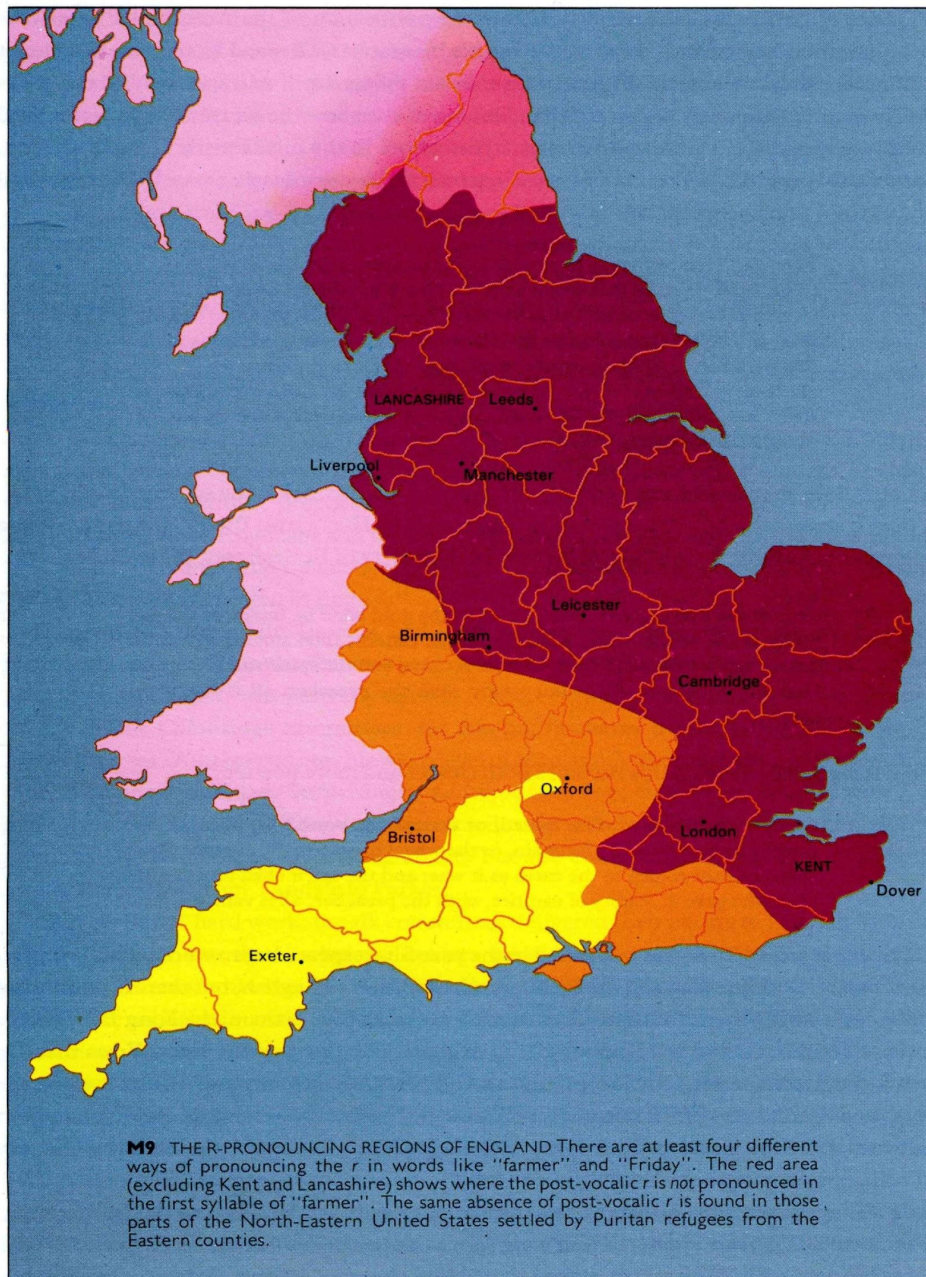 LANCASHIRE
Leeds
Liverpool
Manchester
Leicester
Birmingham
Cambridge
Oxford
Bristol
London
KENT
Dover
Exeter
M9 THE R-PRONOUNCING REGIONS OF ENGLAND There are at least four different
ways of pronouncing the r in words like "farmer" and "Friday". The red area
(excluding Kent and Lancashire) shows where the post-vocalic r is not pronounced in
the first syllable of "farmer". The same absence of post-vocalic r is found in those
parts of the North-Eastern United States settled by Puritan refugees from the
Eastern counties.